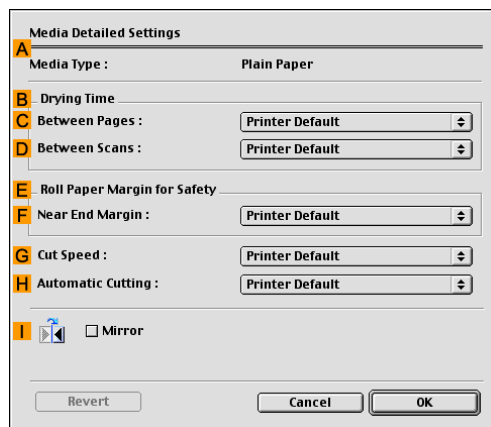 Media Detailed Settings
A
Media Type : Plain Paper
B Drying Time
C Between Pages : Printer Default
D Between Scans : Printer Default
E Roll Paper Margin for Safety
F Near End Margin : Printer Default
G Cut Speed : Printer Default
H Automatic Cutting : Printer Default
I Mirror
Revert Cancel OK